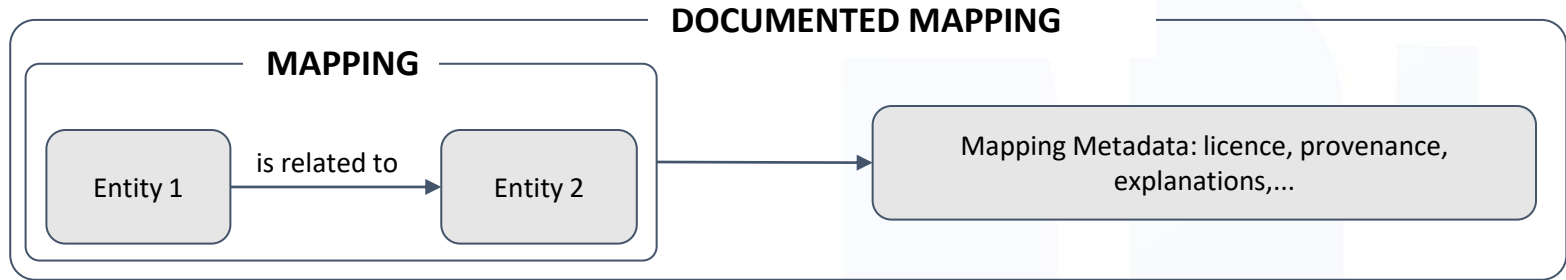 DOCUMENTED MAPPING
MAPPING
Entity 1
is related to
Entity 2
Mapping Metadata: licence, provenance,
explanations,...